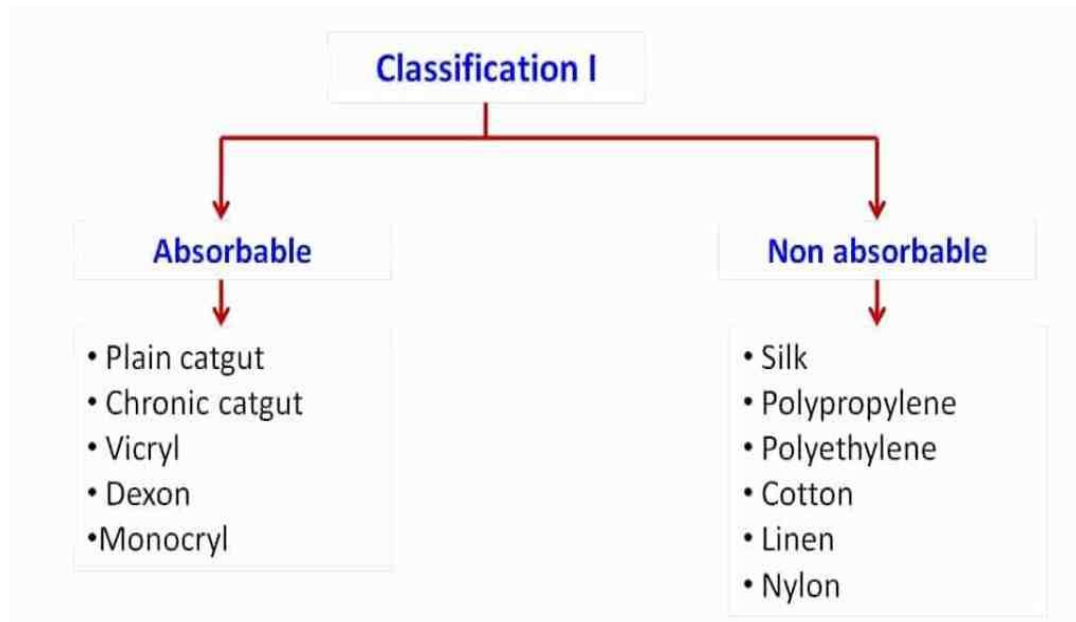 Classification I
Absorbable
• Plain catgut
• Chronic catgut
• Vicryl
• Dexon
•Monocryl
Non absorbable
• Silk
• Polypropylene
• Polyethylene
• Cotton
• Linen
• Nylon